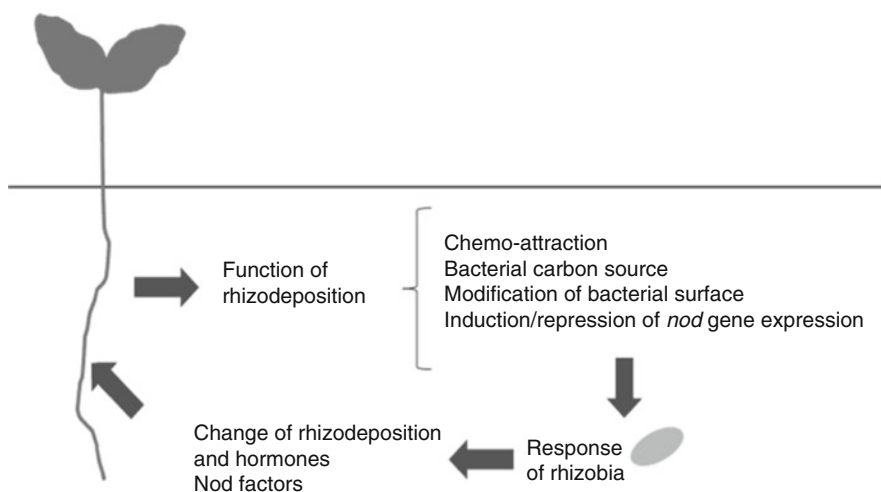 Function of
rhizodeposition
Chemo-attraction
Bacterial carbon source
Modification of bacterial surface
Induction/repression of nod gene expression
Response
of rhizobia
Change of rhizodeposition
and hormones
Nod factors